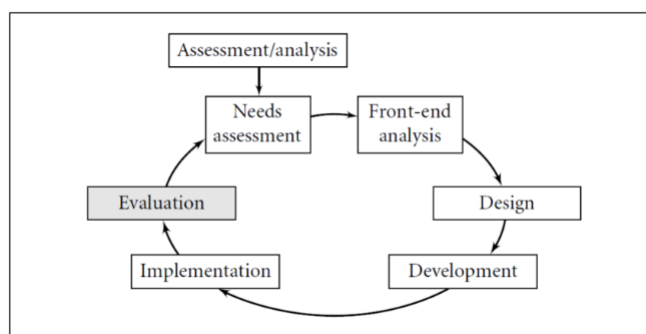 Assessment/analysis
Needs
assessment
Front-end
analysis
Evaluation
Design
Implementation
Development